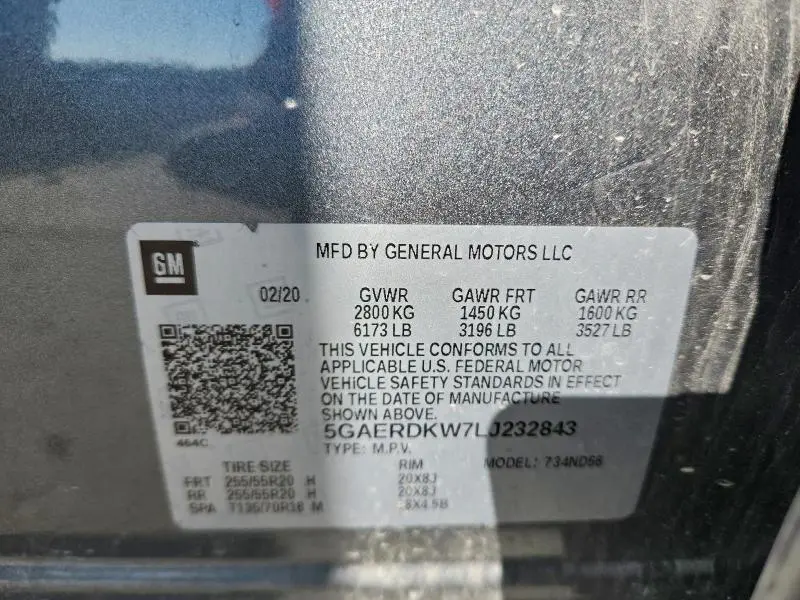 GM
MFD BY GENERAL MOTORS LLC
02/20 GVWR GAWR FRT GAWR RR
2800 KG 1450 KG 1600 KG
6173 LB 3196 LB 3527 LB
THIS VEHICLE CONFORMS TO ALL
APPLICABLE U.S. FEDERAL MOTOR
VEHICLE SAFETY STANDARDS IN EFFECT
ON THE DATE OF MANUFACTURE
SHOWN ABOVE.
464C
5GAERDKW7LJ232843
TYPE: M.P.V. MODEL: 734ND56
TIRE SIZE RIM
FRT 255/55R20 H 20X8J
RR 255/55R20 H 20X8J
SPA T135/70R18 M 18X4.5B